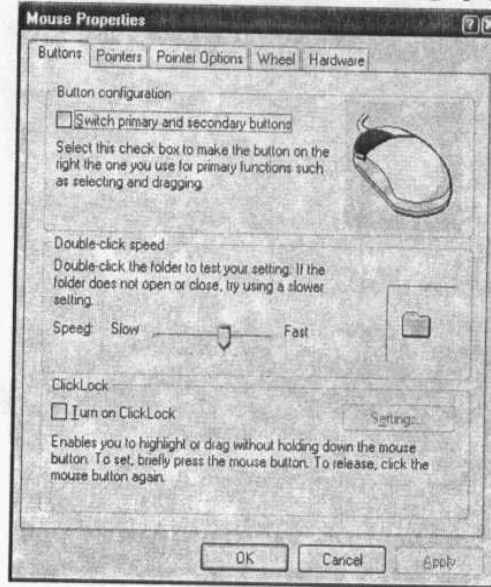 Mouse Properties
Buttons Pointers Pointer Options Wheel Hardware
Button configuration
Switch primary and secondary buttons
Select this check box to make the button on the
right the one you use for primary functions such
as selecting and dragging.
Double-click speed
Double-click the folder to test your setting. If the
folder does not open or close, try using a slower
setting.
Speed: Slow Fast
ClickLock
Turn on ClickLock
Settings...
Enables you to highlight or drag without holding down the mouse
button. To set, briefly press the mouse button. To release, click the
mouse button again.
OK Cancel Apply